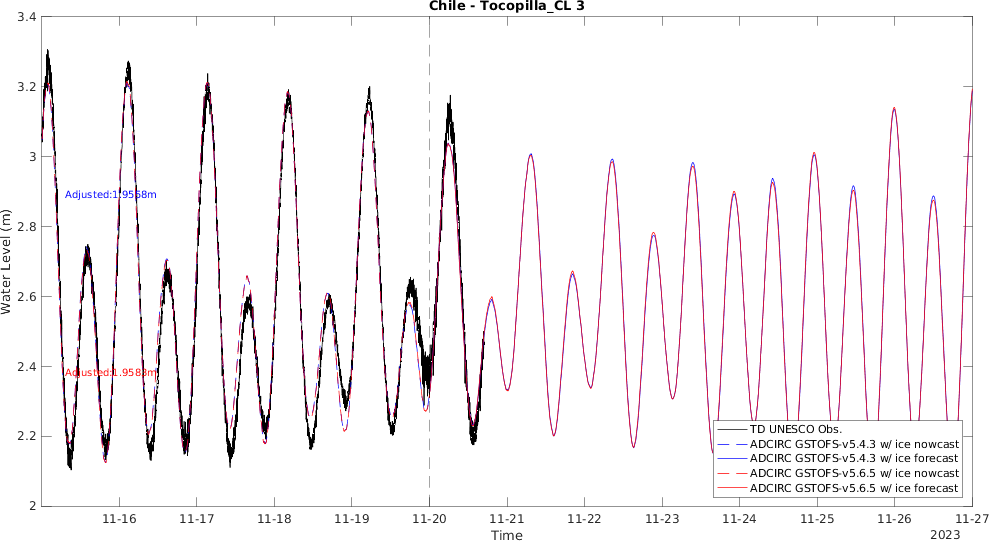 Chile - Tocopilla_CL 3
3.4
3.2
3
2.8
2.6
2.4
2.2
2
Water Level (m)
Adjusted:1.9568m
Adjusted:1.9583m
TD UNESCO Obs.
ADCIRC GSTOFS-v5.4.3 w/ ice nowcast
ADCIRC GSTOFS-v5.4.3 w/ ice forecast
ADCIRC GSTOFS-v5.6.5 w/ ice nowcast
ADCIRC GSTOFS-v5.6.5 w/ ice forecast
11-16 11-17 11-18 11-19 11-20 11-21 11-22 11-23 11-24 11-25 11-26 11-27
Time
2023